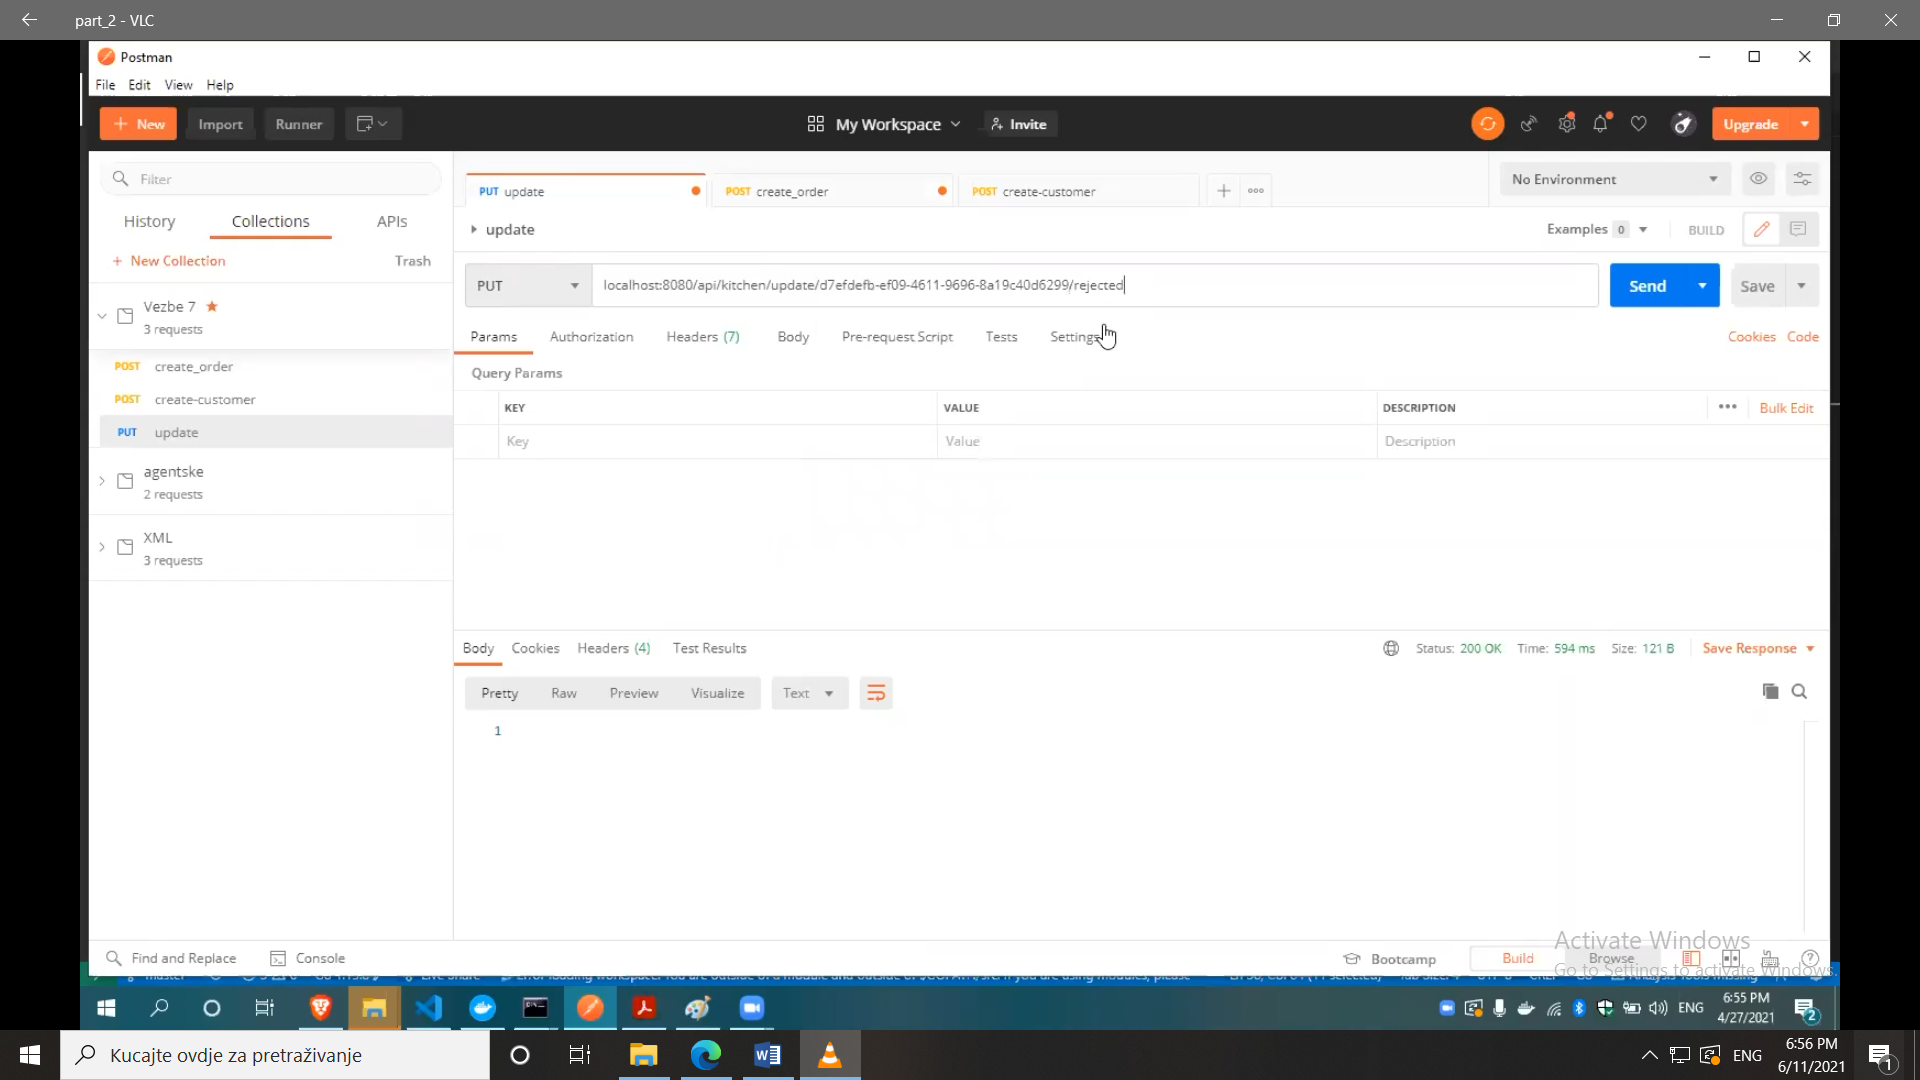 part_2 - VLC
Postman
File Edit View Help
New Import Runner My Workspace Invite Upgrade
Filter
PUT update POST create_order POST create-customer No Environment
History Collections APIs
update Examples 0 BUILD
+ New Collection Trash
PUT localhost:8080/api/kitchen/update/d7efdefb-ef09-4611-9696-8a19c40d6299/rejected Send Save
Vezbe 7
3 requests
Params Authorization Headers (7) Body Pre-request Script Tests Settings Cookies Code
POST create_order
Query Params
POST create-customer
KEY VALUE DESCRIPTION Bulk Edit
PUT update
Key Value Description
agentske
2 requests
XML
3 requests
Body Cookies Headers (4) Test Results Status: 200 OK Time: 594 ms Size: 121 B Save Response
Pretty Raw Preview Visualize Text
1
Activate Windows
Go to Settings to activate Windows.
Find and Replace Console Bootcamp Build Browse
ENG 6:55 PM
4/27/2021 2
Kucajte ovdje za pretraživanje ENG 6:56 PM
6/11/2021 1